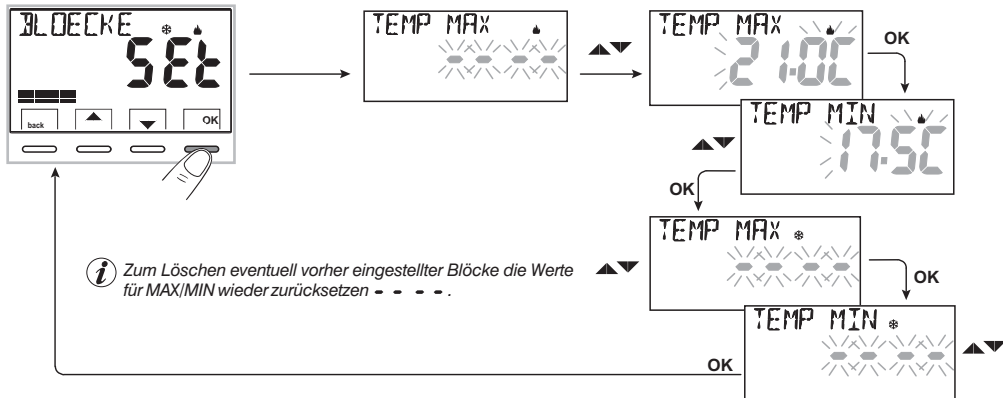 BLOECKE
SEt
back
OK
TEMP MAX
- - - -
TEMP MAX
21.0C
OK
TEMP MIN
17.5C
OK
TEMP MAX
- - - -
OK
TEMP MIN
- - - -
OK
i Zum Löschen eventuell vorher eingestellter Blöcke die Werte
für MAX/MIN wieder zurücksetzen - - - - .